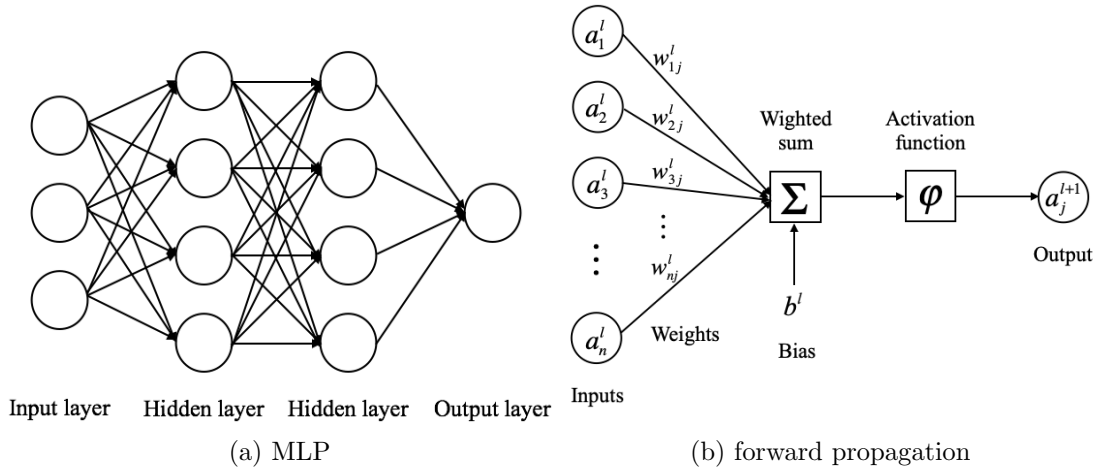 Input layer
Hidden layer
Hidden layer
Output layer
(a) MLP
a₁ˡ
a₂ˡ
a₃ˡ
⋮
aₙˡ
Inputs
w₁ⱼˡ
w₂ⱼˡ
w₃ⱼˡ
⋮
wₙⱼˡ
Weights
Wighted
sum
Σ
bˡ
Bias
Activation
function
φ
aⱼˡ⁺¹
Output
(b) forward propagation